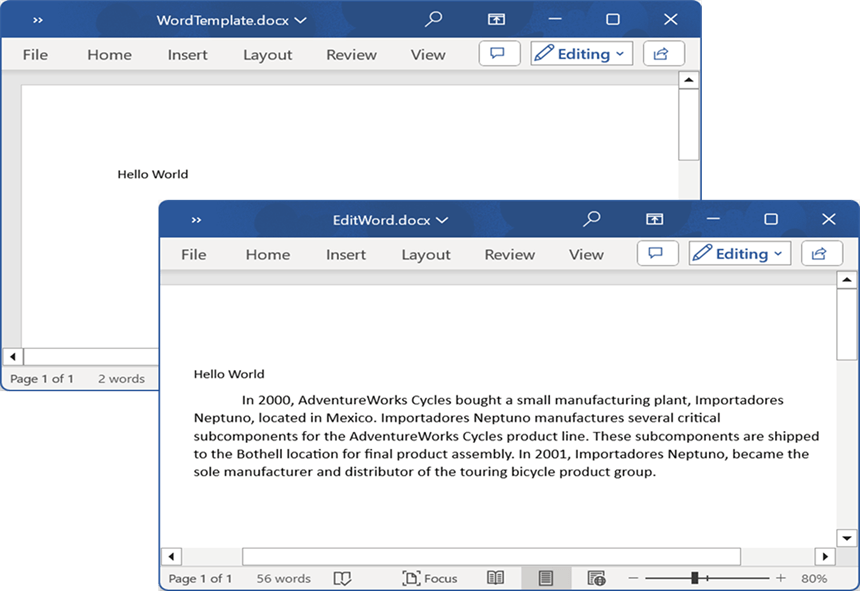 WordTemplate.docx
File Home Insert Layout Review View Editing
Hello World
Page 1 of 1 2 words
EditWord.docx
File Home Insert Layout Review View Editing
Hello World
In 2000, AdventureWorks Cycles bought a small manufacturing plant, Importadores
Neptuno, located in Mexico. Importadores Neptuno manufactures several critical
subcomponents for the AdventureWorks Cycles product line. These subcomponents are shipped
to the Bothell location for final product assembly. In 2001, Importadores Neptuno, became the
sole manufacturer and distributor of the touring bicycle product group.
Page 1 of 1 56 words Focus 80%